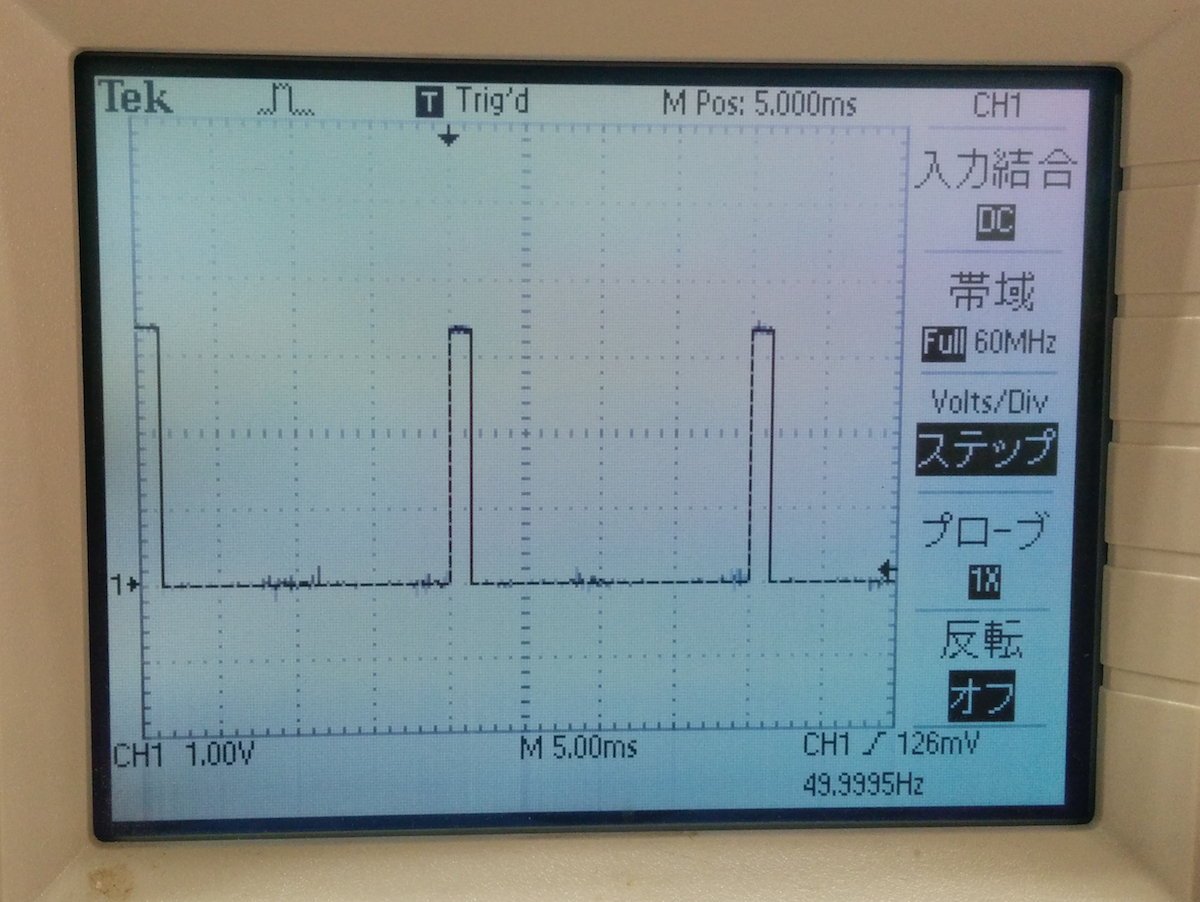 Tek T Trig'd M Pos: 5.000ms CH1
入力結合
DC
帯域
Full 60MHz
Volts/Div
ステップ
プローブ
1X
反転
オフ
1
CH1 1.00V M 5.00ms CH1 126mV
49.9995Hz